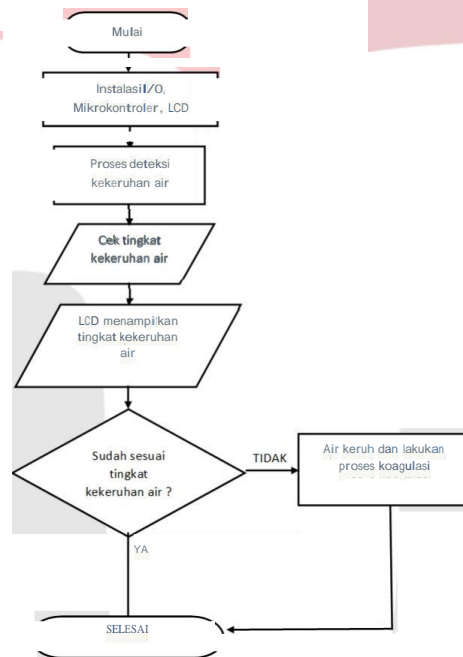 Mulai
Instalasi I/O,
Mikrokontroler, LCD
Proses deteksi
kekeruhan air
Cek tingkat
kekeruhan air
LCD menampilkan
tingkat kekeruhan
air
Sudah sesuai
tingkat
kekeruhan air ?
TIDAK
Air keruh dan lakukan
proses koagulasi
YA
SELESAI